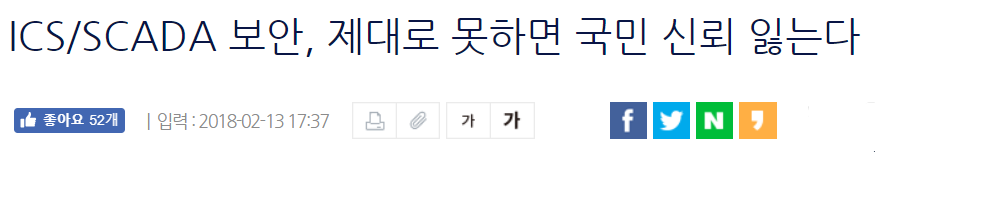 ICS/SCADA 보안, 제대로 못하면 국민 신뢰 잃는다
좋아요 52개 | 입력 : 2018-02-13 17:37 가 가 f N